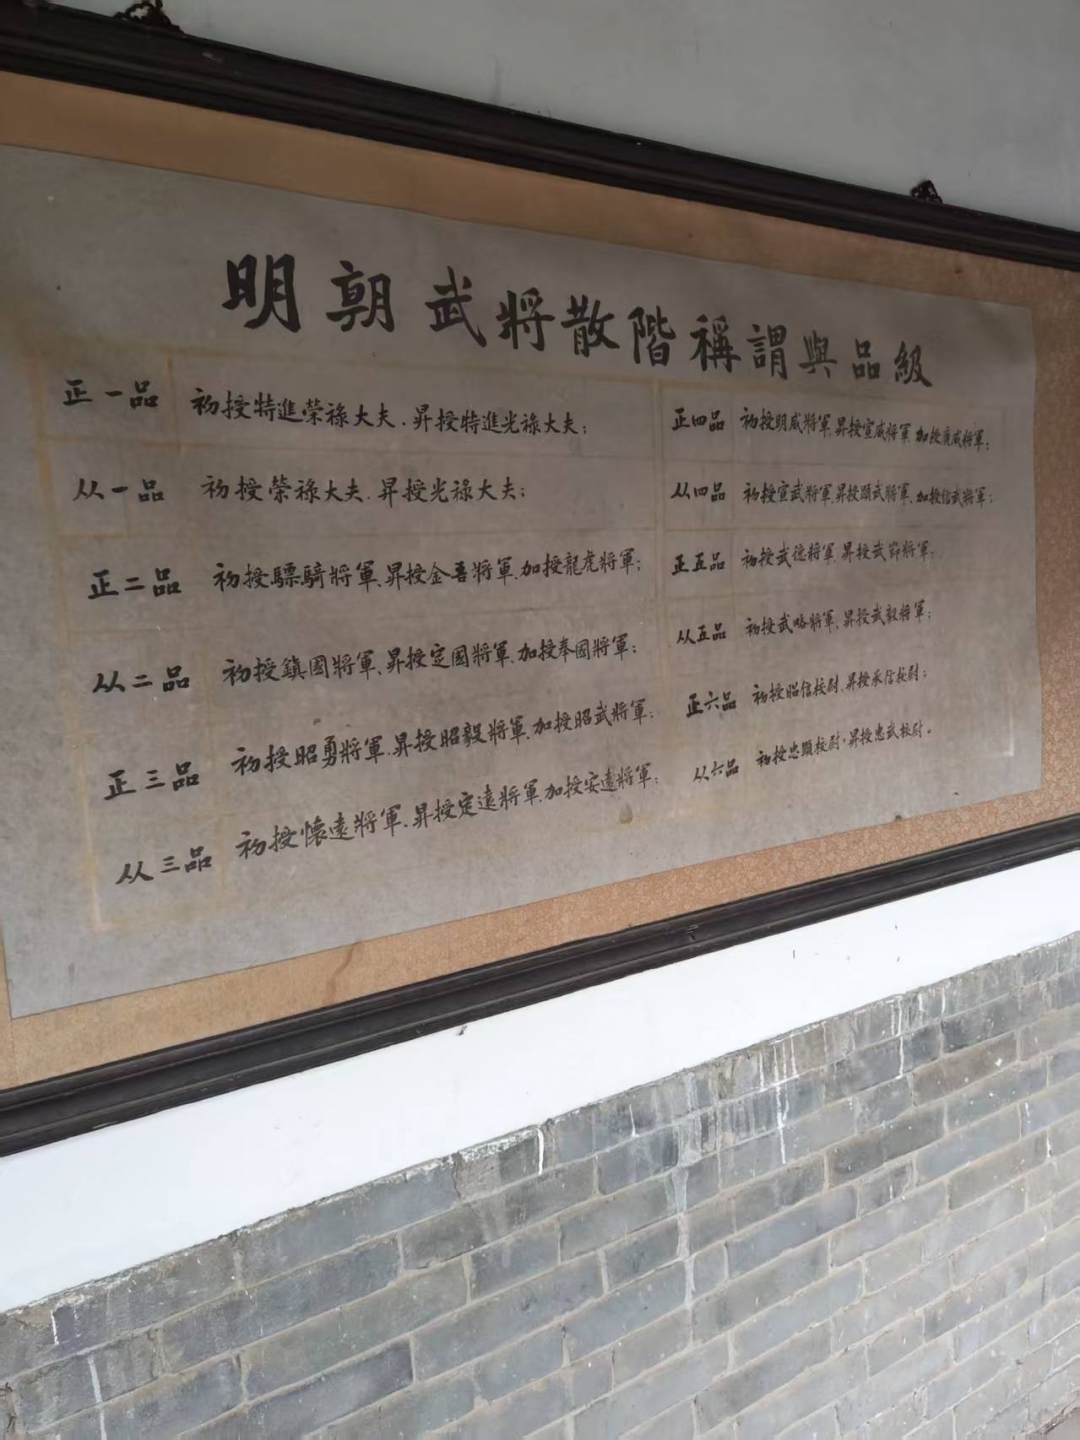 明朝武將散階稱謂與品級
正一品 初授特進榮祿大夫.昇授特進光祿大夫;
从一品 初授榮祿大夫.昇授光祿大夫;
正二品 初授驃騎將軍.昇授金吾將軍.加授龍虎將軍;
从二品 初授鎮國將軍.昇授定國將軍.加授奉國將軍;
正三品 初授昭勇將軍.昇授昭毅將軍.加授昭武將軍;
从三品 初授懷遠將軍.昇授定遠將軍.加授安遠將軍;
正四品 初授明威將軍.昇授宣威將軍.加授廣威將軍;
从四品 初授宣武將軍.昇授顯武將軍.加授信武將軍;
正五品 初授武德將軍.昇授武節將軍;
从五品 初授武略將軍.昇授武毅將軍;
正六品 初授昭信校尉.昇授承信校尉;
从六品 初授忠顯校尉.昇授忠武校尉。